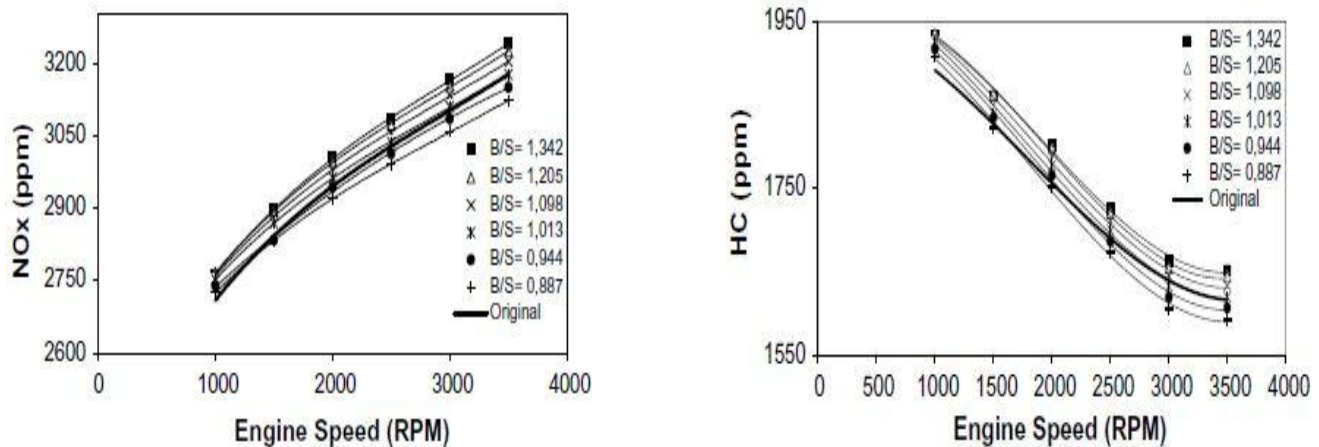 NOx (ppm)
3200
3050
2900
2750
2600
0
1000
2000
3000
4000
Engine Speed (RPM)
B/S= 1,342
B/S= 1,205
B/S= 1,098
B/S= 1,013
B/S= 0,944
B/S= 0,887
Original
HC (ppm)
1950
1750
1550
0
500
1000
1500
2000
2500
3000
3500
4000
Engine Speed (RPM)
B/S= 1,342
B/S= 1,205
B/S= 1,098
B/S= 1,013
B/S= 0,944
B/S= 0,887
Original